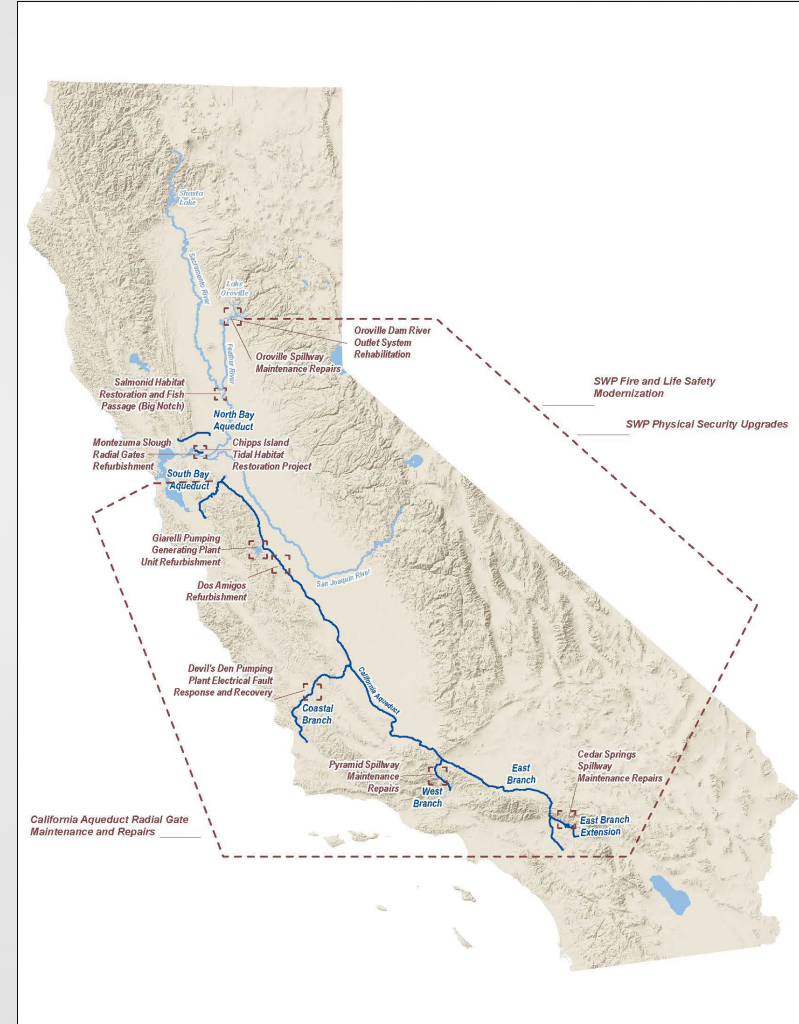 Shasta
Lake
Sacramento River
Lake
Oroville
Feather River
Oroville Dam River
Outlet System
Rehabilitation
Oroville Spillway
Maintenance Repairs
SWP Fire and Life Safety
Modernization
SWP Physical Security Upgrades
Salmonid Habitat
Restoration and Fish
Passage (Big Notch)
North Bay
Aqueduct
Montezuma Slough
Radial Gates
Refurbishment
Chipps Island
Tidal Habitat
Restoration Project
South Bay
Aqueduct
Giarelli Pumping
Generating Plant
Unit Refurbishment
Dos Amigos
Refurbishment
San Joaquin River
Devil's Den Pumping
Plant Electrical Fault
Response and Recovery
Coastal
Branch
California Aqueduct
Pyramid Spillway
Maintenance
Repairs
West
Branch
East
Branch
Cedar Springs
Spillway
Maintenance Repairs
East Branch
Extension
California Aqueduct Radial Gate
Maintenance and Repairs